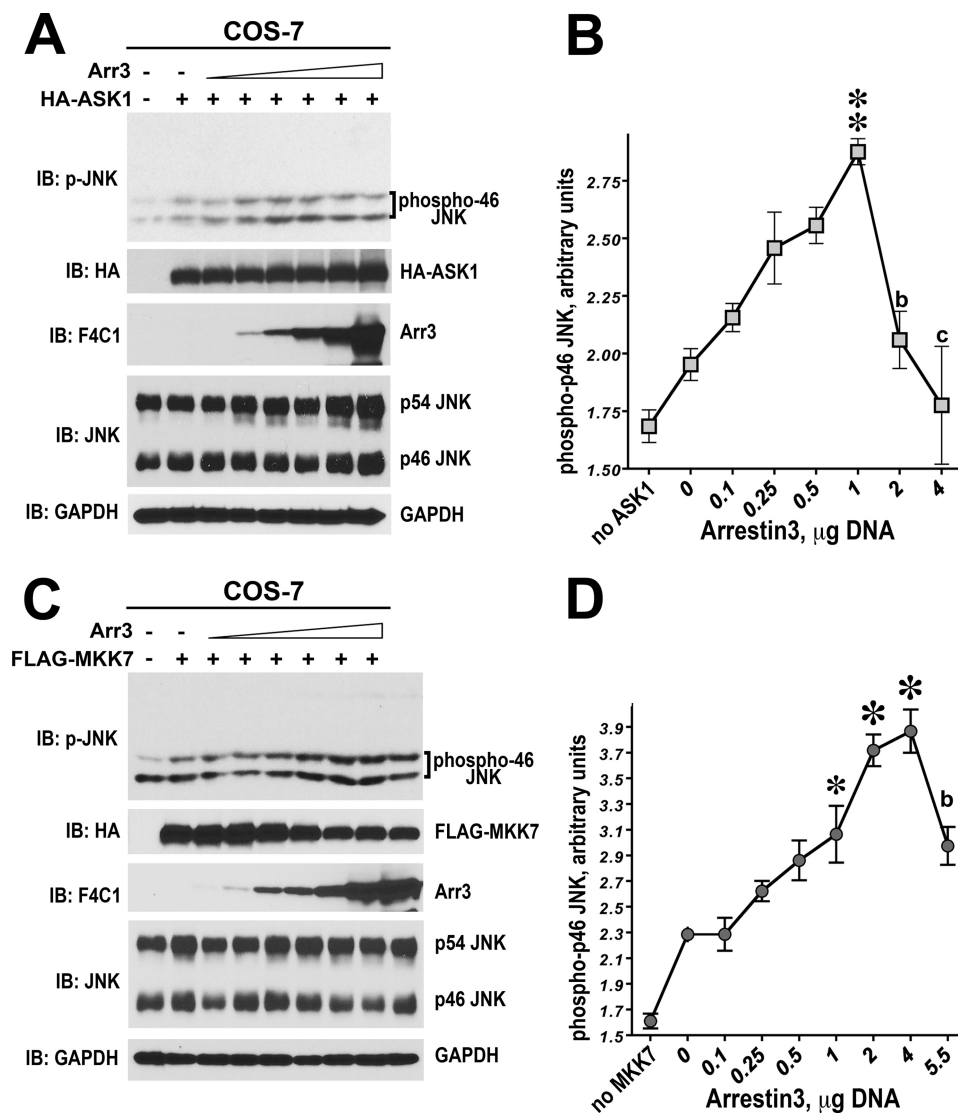 A
COS-7
Arr3 - -
HA-ASK1 - + + + + + + +
IB: p-JNK
phospho-46
JNK
IB: HA
HA-ASK1
IB: F4C1
Arr3
p54 JNK
IB: JNK
p46 JNK
IB: GAPDH
GAPDH
B
phospho-p46 JNK, arbitrary units
**
b
c
2.75
2.50
2.25
2.00
1.75
1.50
no ASK1 0 0.1 0.25 0.5 1 2 4
Arrestin3, µg DNA
C
COS-7
Arr3 - -
FLAG-MKK7 - + + + + + + +
IB: p-JNK
phospho-46
JNK
IB: HA
FLAG-MKK7
IB: F4C1
Arr3
p54 JNK
IB: JNK
p46 JNK
IB: GAPDH
GAPDH
D
phospho-p46 JNK, arbitrary units
* * *
b
3.9
3.7
3.5
3.3
3.1
2.9
2.7
2.5
2.3
2.1
1.9
1.7
1.5
no MKK7 0 0.1 0.25 0.5 1 2 4 5.5
Arrestin3, µg DNA